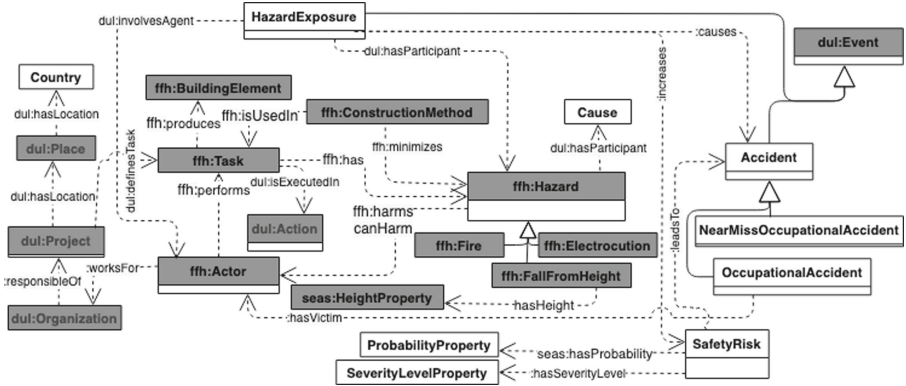 dul:involvesAgent
HazardExposure
:causes
dul:Event
dul:hasParticipant
Country
ffh:BuildingElement
:increases
dul:hasLocation
ffh:produces
ffh:isUsedIn
ffh:ConstructionMethod
Cause
dul:Place
dul:definesTask
ffh:Task
ffh:has
ffh:minimizes
dul:hasParticipant
Accident
dul:hasLocation
ffh:performs
dul:isExecutedIn
ffh:Hazard
dul:Action
ffh:harms
canHarm
:leadsTo
NearMissOccupationalAccident
dul:Project
ffh:Fire
ffh:Electrocution
:worksFor
ffh:Actor
ffh:FallFromHeight
OccupationalAccident
:responsibleOf
seas:HeightProperty
hasHeight
dul:Organization
:hasVictim
ProbabilityProperty
seas:hasProbability
SafetyRisk
SeverityLevelProperty
:hasSeverityLevel